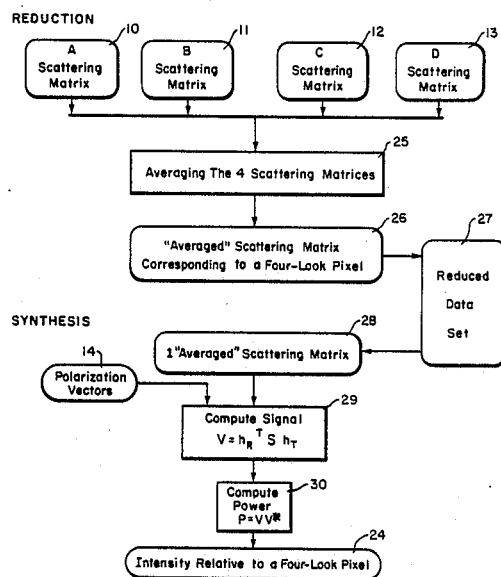 REDUCTION
10
11
12
13
A
Scattering
Matrix
B
Scattering
Matrix
C
Scattering
Matrix
D
Scattering
Matrix
25
Averaging The 4 Scattering Matrices
26
"Averaged" Scattering Matrix
Corresponding to a Four-Look Pixel
27
Reduced
Data
Set
SYNTHESIS
28
1 "Averaged" Scattering Matrix
14
Polarization
Vectors
29
Compute Signal
V = h_R^T S h_T
30
Compute
Power
P = VV*
24
Intensity Relative to a Four-Look Pixel